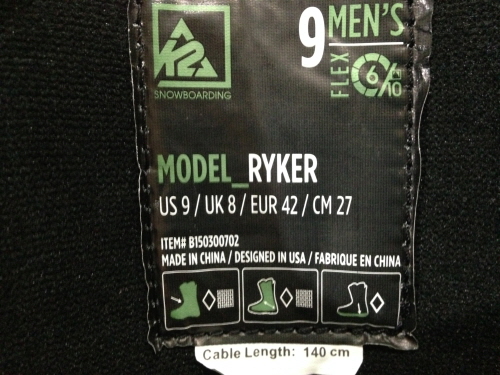 K2
SNOWBOARDING
9 MEN'S
FLEX 6/10
MODEL_RYKER
US 9 / UK 8 / EUR 42 / CM 27
ITEM# B150300702
MADE IN CHINA / DESIGNED IN USA / FABRIQUE EN CHINA
Cable Length: 140 cm